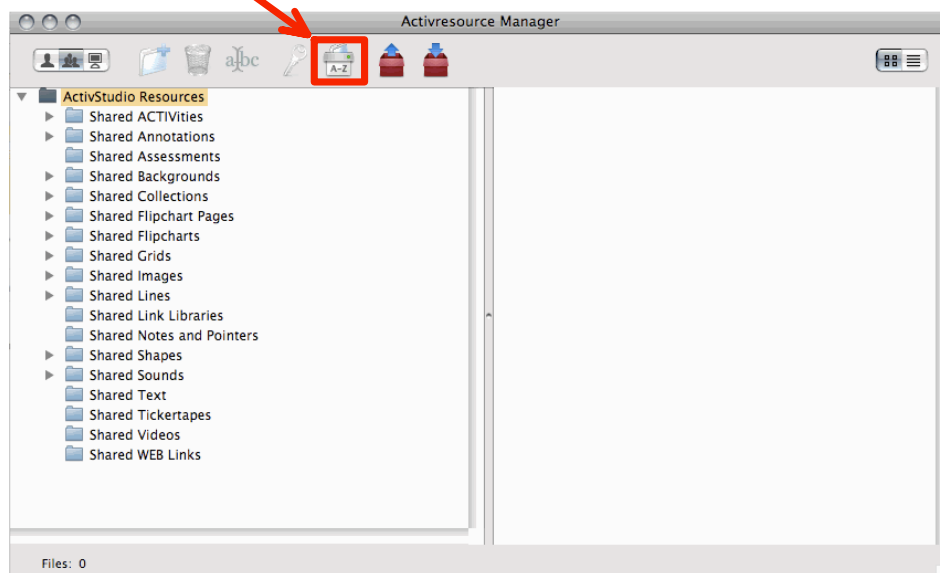 Activresource Manager
abc
A-Z
ActivStudio Resources
Shared ACTIVities
Shared Annotations
Shared Assessments
Shared Backgrounds
Shared Collections
Shared Flipchart Pages
Shared Flipcharts
Shared Grids
Shared Images
Shared Lines
Shared Link Libraries
Shared Notes and Pointers
Shared Shapes
Shared Sounds
Shared Text
Shared Tickertapes
Shared Videos
Shared WEB Links
Files: 0